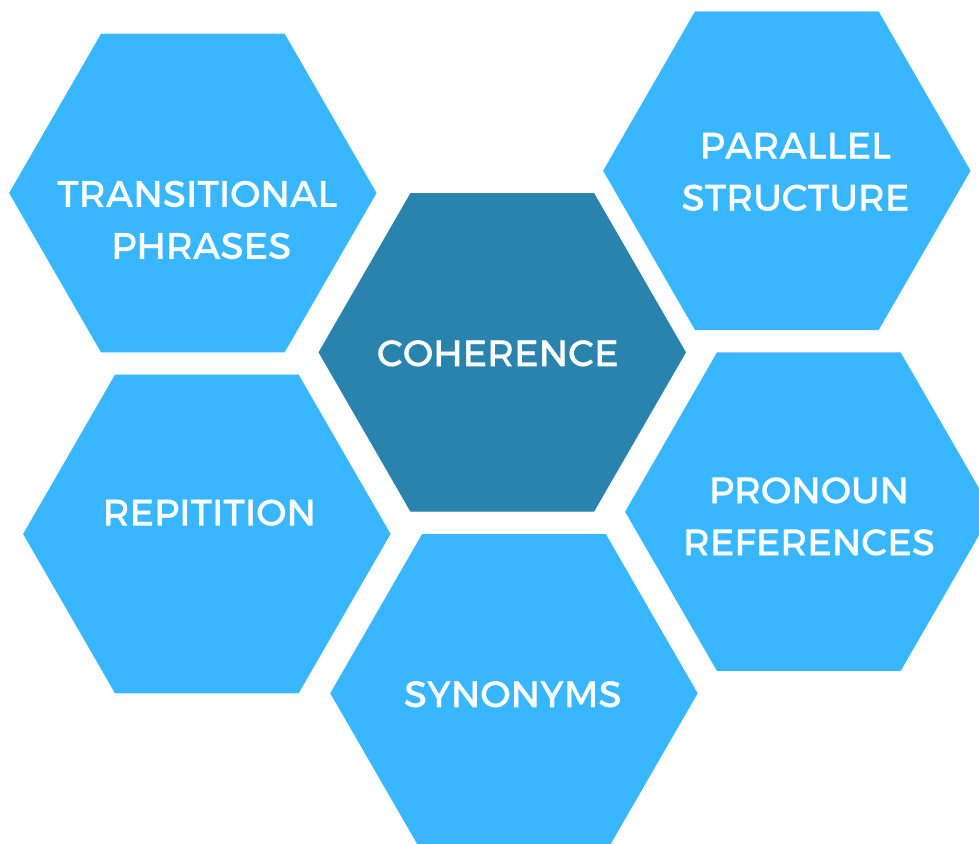 TRANSITIONAL
PHRASES
PARALLEL
STRUCTURE
COHERENCE
REPITITION
PRONOUN
REFERENCES
SYNONYMS